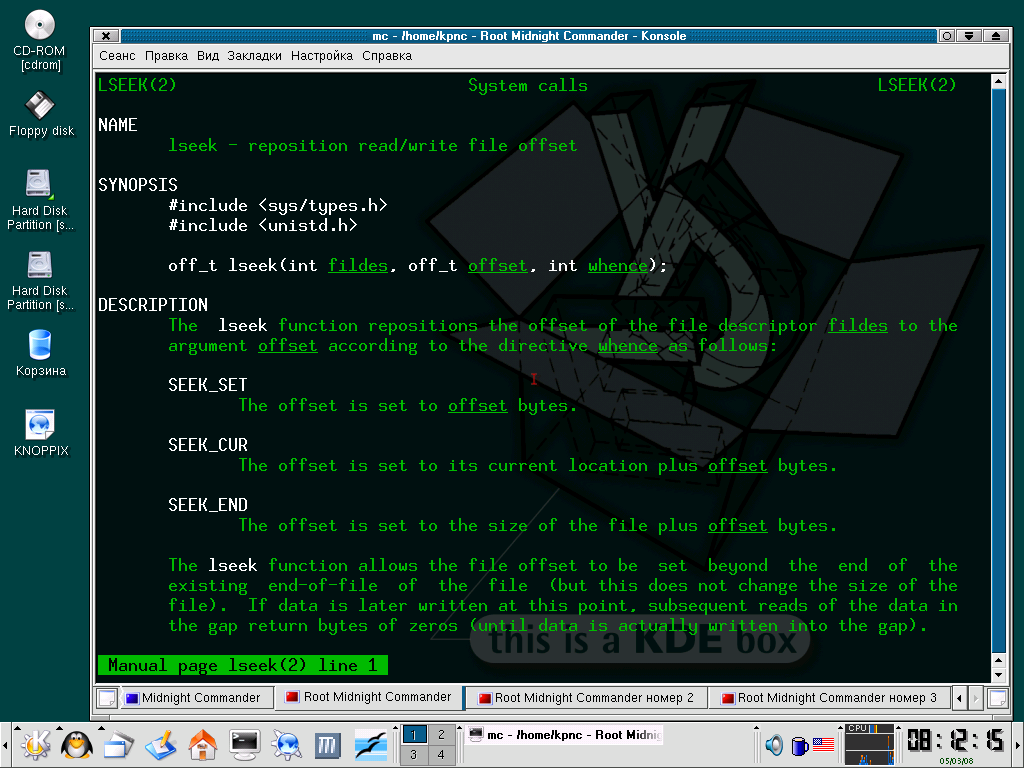 CD-ROM
[cdrom]
Floppy disk
Hard Disk
Partition [s...
Hard Disk
Partition [s...
Корзина
KNOPPIX
mc - /home/kpnc - Root Midnight Commander - Konsole
Сеанс Правка Вид Закладки Настройка Справка
LSEEK(2) System calls LSEEK(2)
NAME
lseek - reposition read/write file offset
SYNOPSIS
#include <sys/types.h>
#include <unistd.h>
off_t lseek(int fildes, off_t offset, int whence);
DESCRIPTION
The lseek function repositions the offset of the file descriptor fildes to the
argument offset according to the directive whence as follows:
SEEK_SET
The offset is set to offset bytes.
SEEK_CUR
The offset is set to its current location plus offset bytes.
SEEK_END
The offset is set to the size of the file plus offset bytes.
The lseek function allows the file offset to be set beyond the end of the
existing end-of-file of the file (but this does not change the size of the
file). If data is later written at this point, subsequent reads of the data in
the gap return bytes of zeros (until data is actually written into the gap).
this is a KDE box
Manual page lseek(2) line 1
Midnight Commander Root Midnight Commander Root Midnight Commander номер 2 Root Midnight Commander номер 3
1 2
3 4
mc - /home/kpnc - Root Midni
CPU
08:12:15
05/03/08